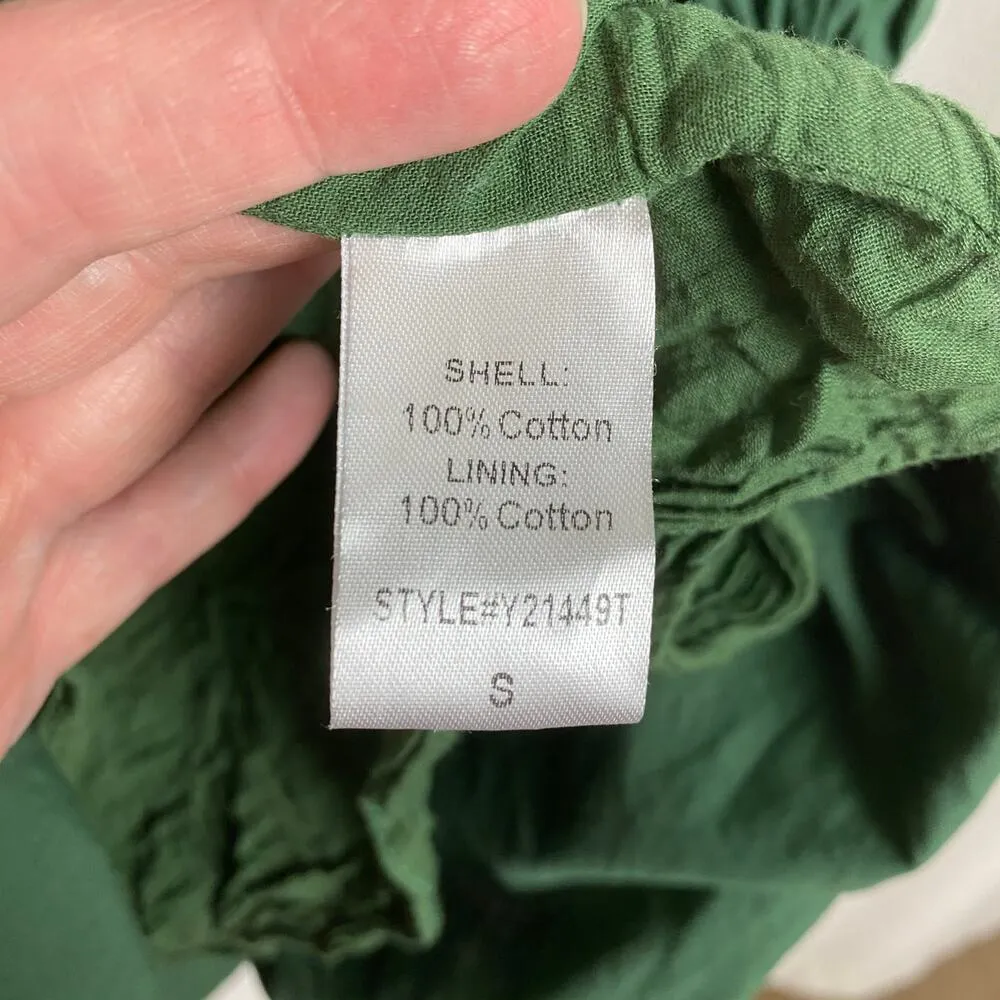 SHELL:
100% Cotton
LINING:
100% Cotton
STYLE#Y21449T
S